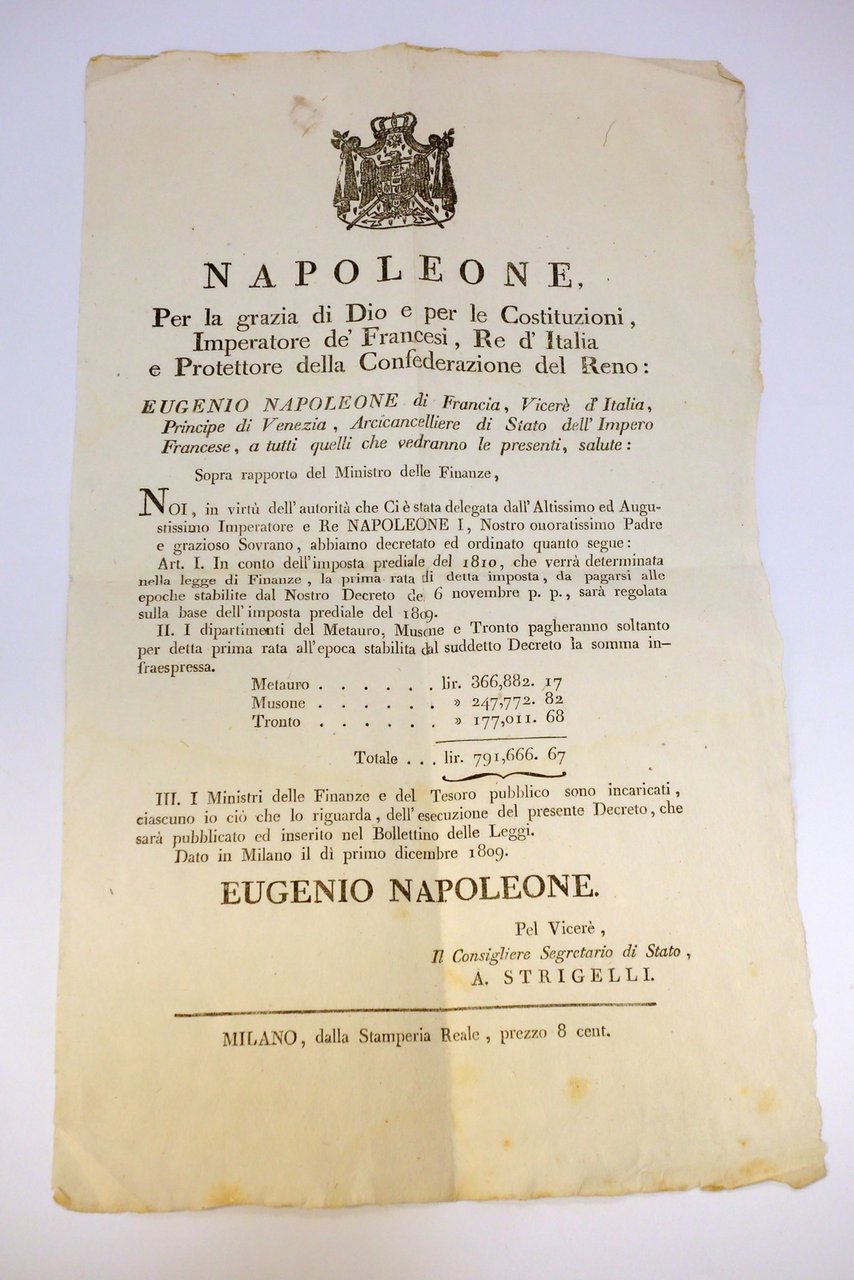 NAPOLEONE,
Per la grazia di Dio e per le Costituzioni,
Imperatore de' Francesi, Re d' Italia
e Protettore della Confederazione del Reno:
EUGENIO NAPOLEONE di Francia, Vicerè d' Italia,
Principe di Venezia, Arcicancelliere di Stato dell' Impero
Francese, a tutti quelli che vedranno le presenti, salute:
Sopra rapporto del Ministro delle Finanze,
NOI, in virtù dell' autorità che Ci è stata delegata dall' Altissimo ed Augu-
stissimo Imperatore e Re NAPOLEONE I, Nostro onoratissimo Padre
e grazioso Sovrano, abbiamo decretato ed ordinato quanto segue:
Art. I. In conto dell' imposta prediale del 1810, che verrà determinata
nella legge di Finanze, la prima rata di detta imposta, da pagarsi alle
epoche stabilite dal Nostro Decreto de 6 novembre p. p., sarà regolata
sulla base dell' imposta prediale del 1809.
II. I dipartimenti del Metauro, Musone e Tronto pagheranno soltanto
per detta prima rata all' epoca stabilita dal suddetto Decreto la somma in-
fraespressa.
Metauro . . . . . . lir. 366,882. 17
Musone . . . . . . » 247,772. 82
Tronto . . . . . . » 177,011. 68
Totale . . . lir. 791,666. 67
III. I Ministri delle Finanze e del Tesoro pubblico sono incaricati,
ciascuno io ciò che lo riguarda, dell' esecuzione del presente Decreto, che
sarà pubblicato ed inserito nel Bollettino delle Leggi.
Dato in Milano il dì primo dicembre 1809.
EUGENIO NAPOLEONE.
Pel Vicerè,
Il Consigliere Segretario di Stato,
A. STRIGELLI.
MILANO, dalla Stamperia Reale, prezzo 8 cent.